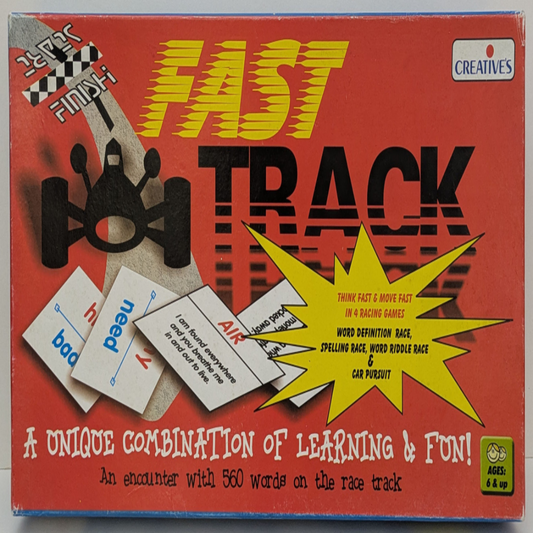 START
FINISH
FAST
TRACK
CREATIVE'S
THINK FAST & MOVE FAST
IN 4 RACING GAMES
WORD DEFINITION RACE,
SPELLING RACE, WORD RIDDLE RACE
&
CAR PURSUIT
bad
need
AIR
I am found everywhere
and you breathe me
in and out to live.
A UNIQUE COMBINATION OF LEARNING & FUN!
An encounter with 560 words on the race track
AGES:
6 & up